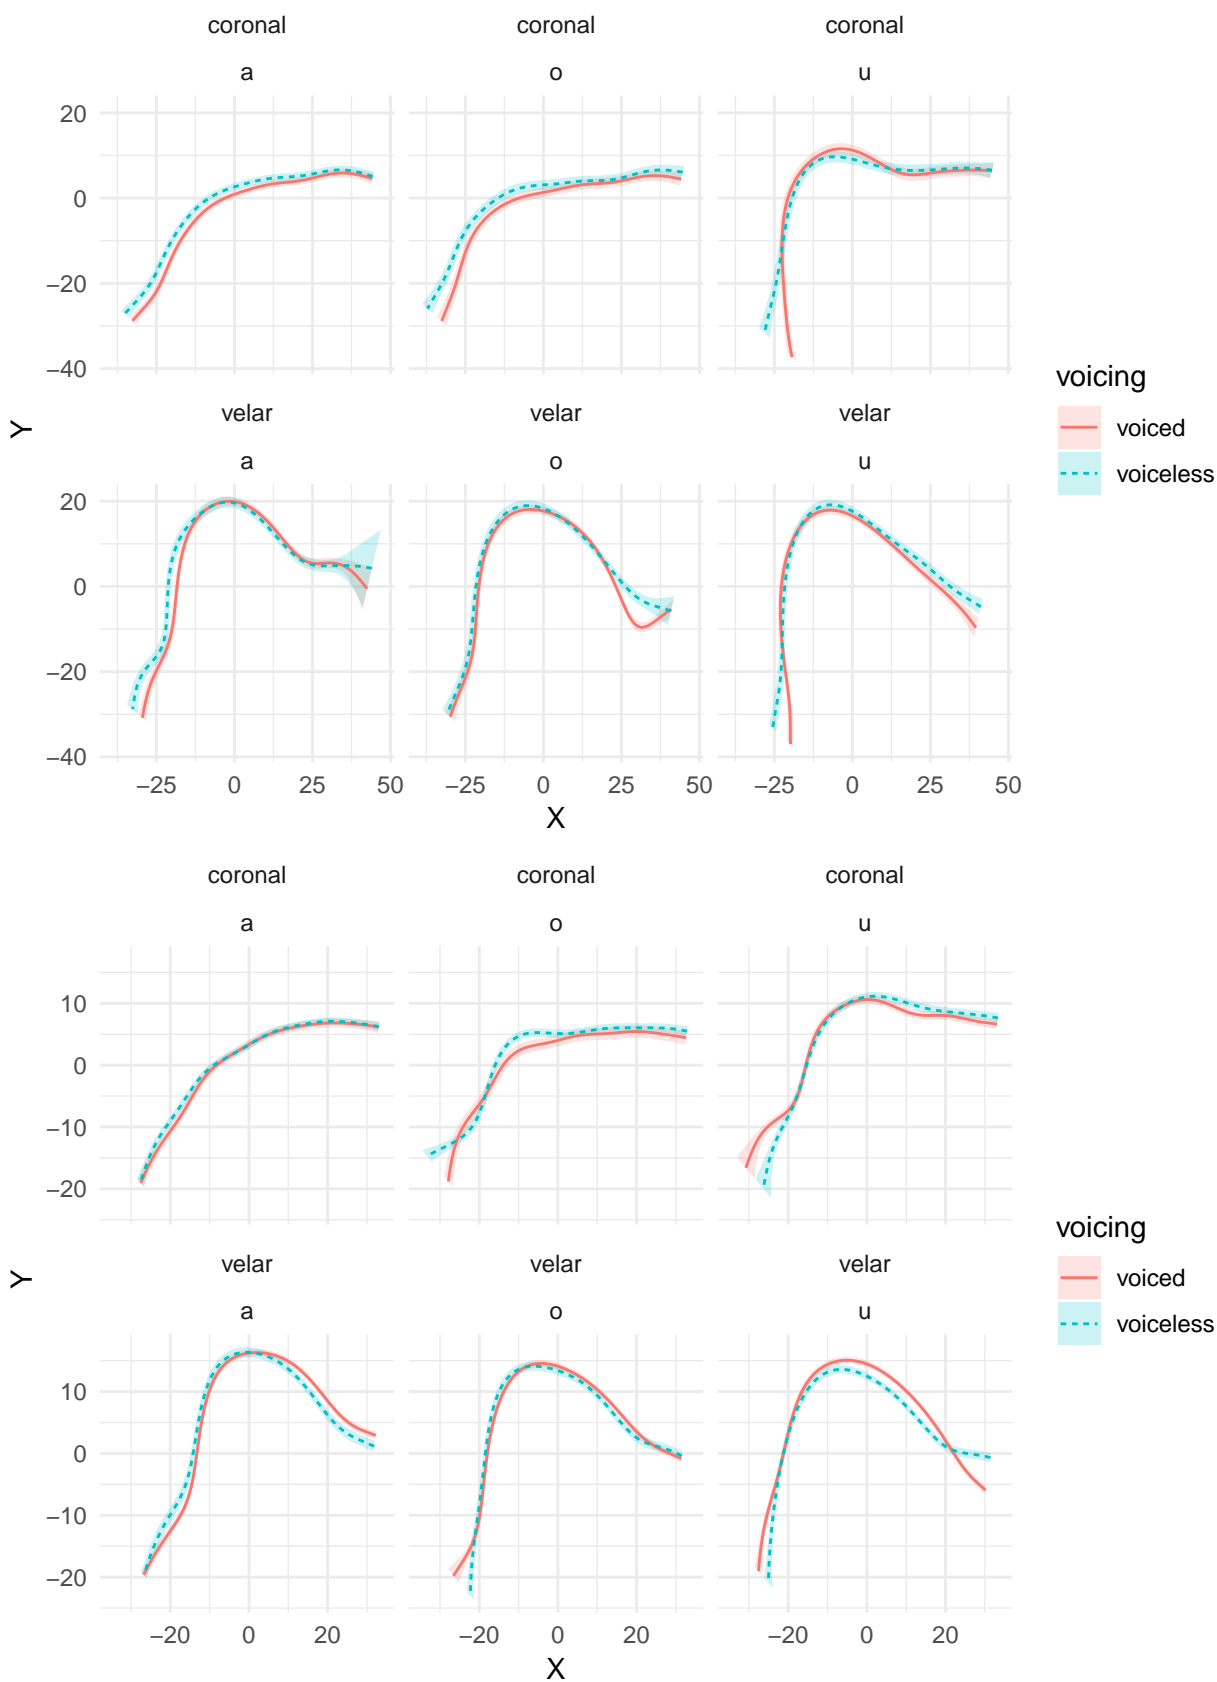 coronal coronal coronal
a o u
20
0
−20
−40
velar velar velar
a o u
20
0
−20
−40
−25 0 25 50 −25 0 25 50 −25 0 25 50
X
Y
voicing
voiced
voiceless
coronal coronal coronal
a o u
10
0
−10
−20
velar velar velar
a o u
10
0
−10
−20
−20 0 20 −20 0 20 −20 0 20
X
Y
voicing
voiced
voiceless